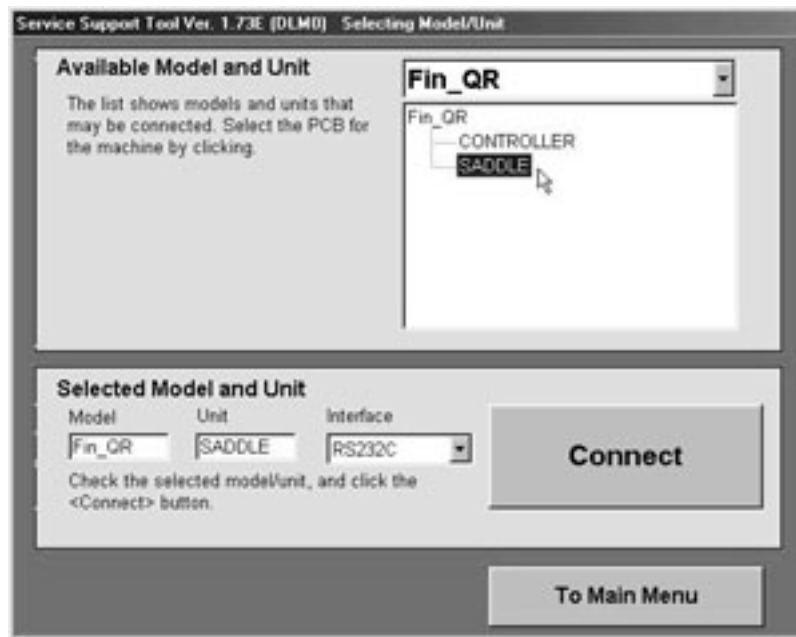 Service Support Tool Ver. 1.73E (DLM0) Selecting Model/Unit
Available Model and Unit
The list shows models and units that
may be connected. Select the PCB for
the machine by clicking.
Fin_QR
Fin_QR
CONTROLLER
SADDLE
Selected Model and Unit
Model Unit Interface
Fin_QR SADDLE RS232C
Check the selected model/unit, and click the
<Connect> button.
Connect
To Main Menu